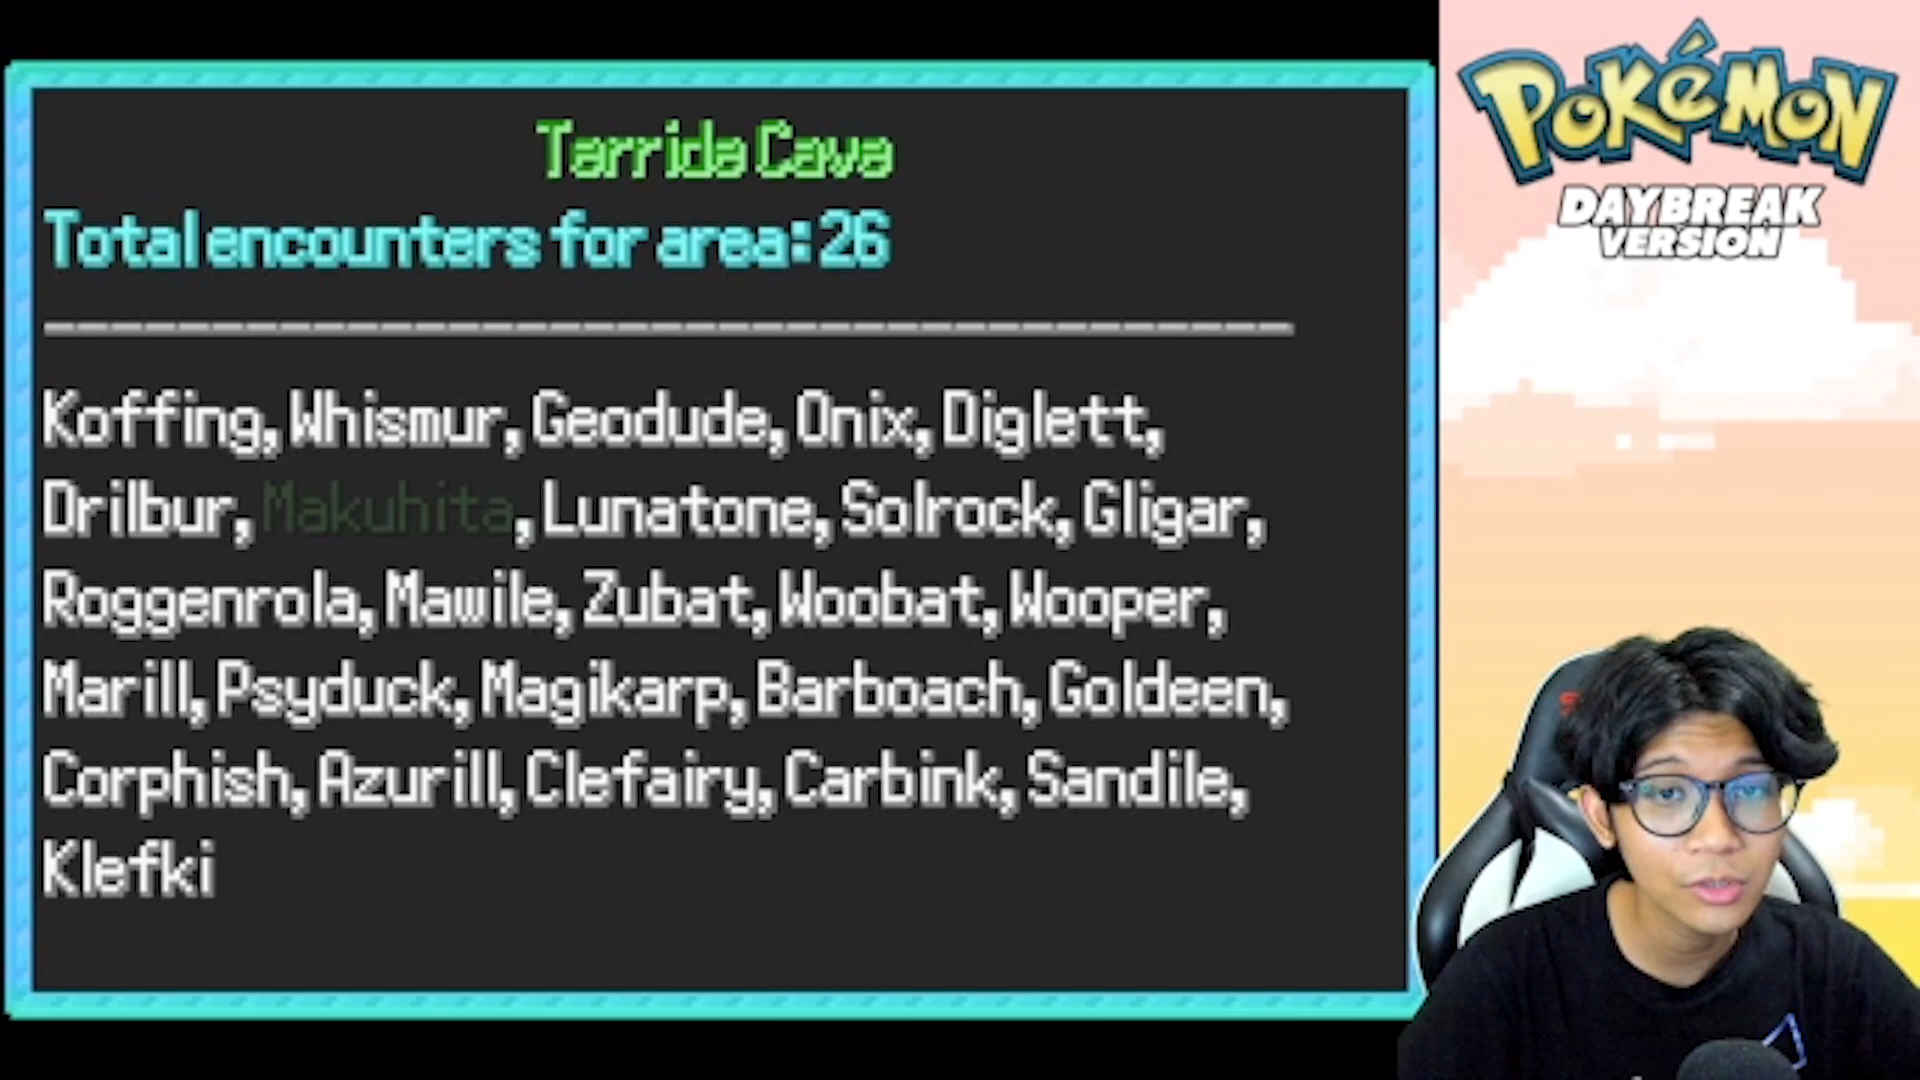 Tarrida Cava
Total encounters for area: 26
Koffing, Whismur, Geodude, Onix, Diglett,
Drilbur, Makuhita, Lunatone, Solrock, Gligar,
Roggenrola, Mawile, Zubat, Woobat, Wooper,
Marill, Psyduck, Magikarp, Barboach, Goldeen,
Corphish, Azurill, Clefairy, Carbink, Sandile,
Klefki
POKéMON
DAYBREAK
VERSION